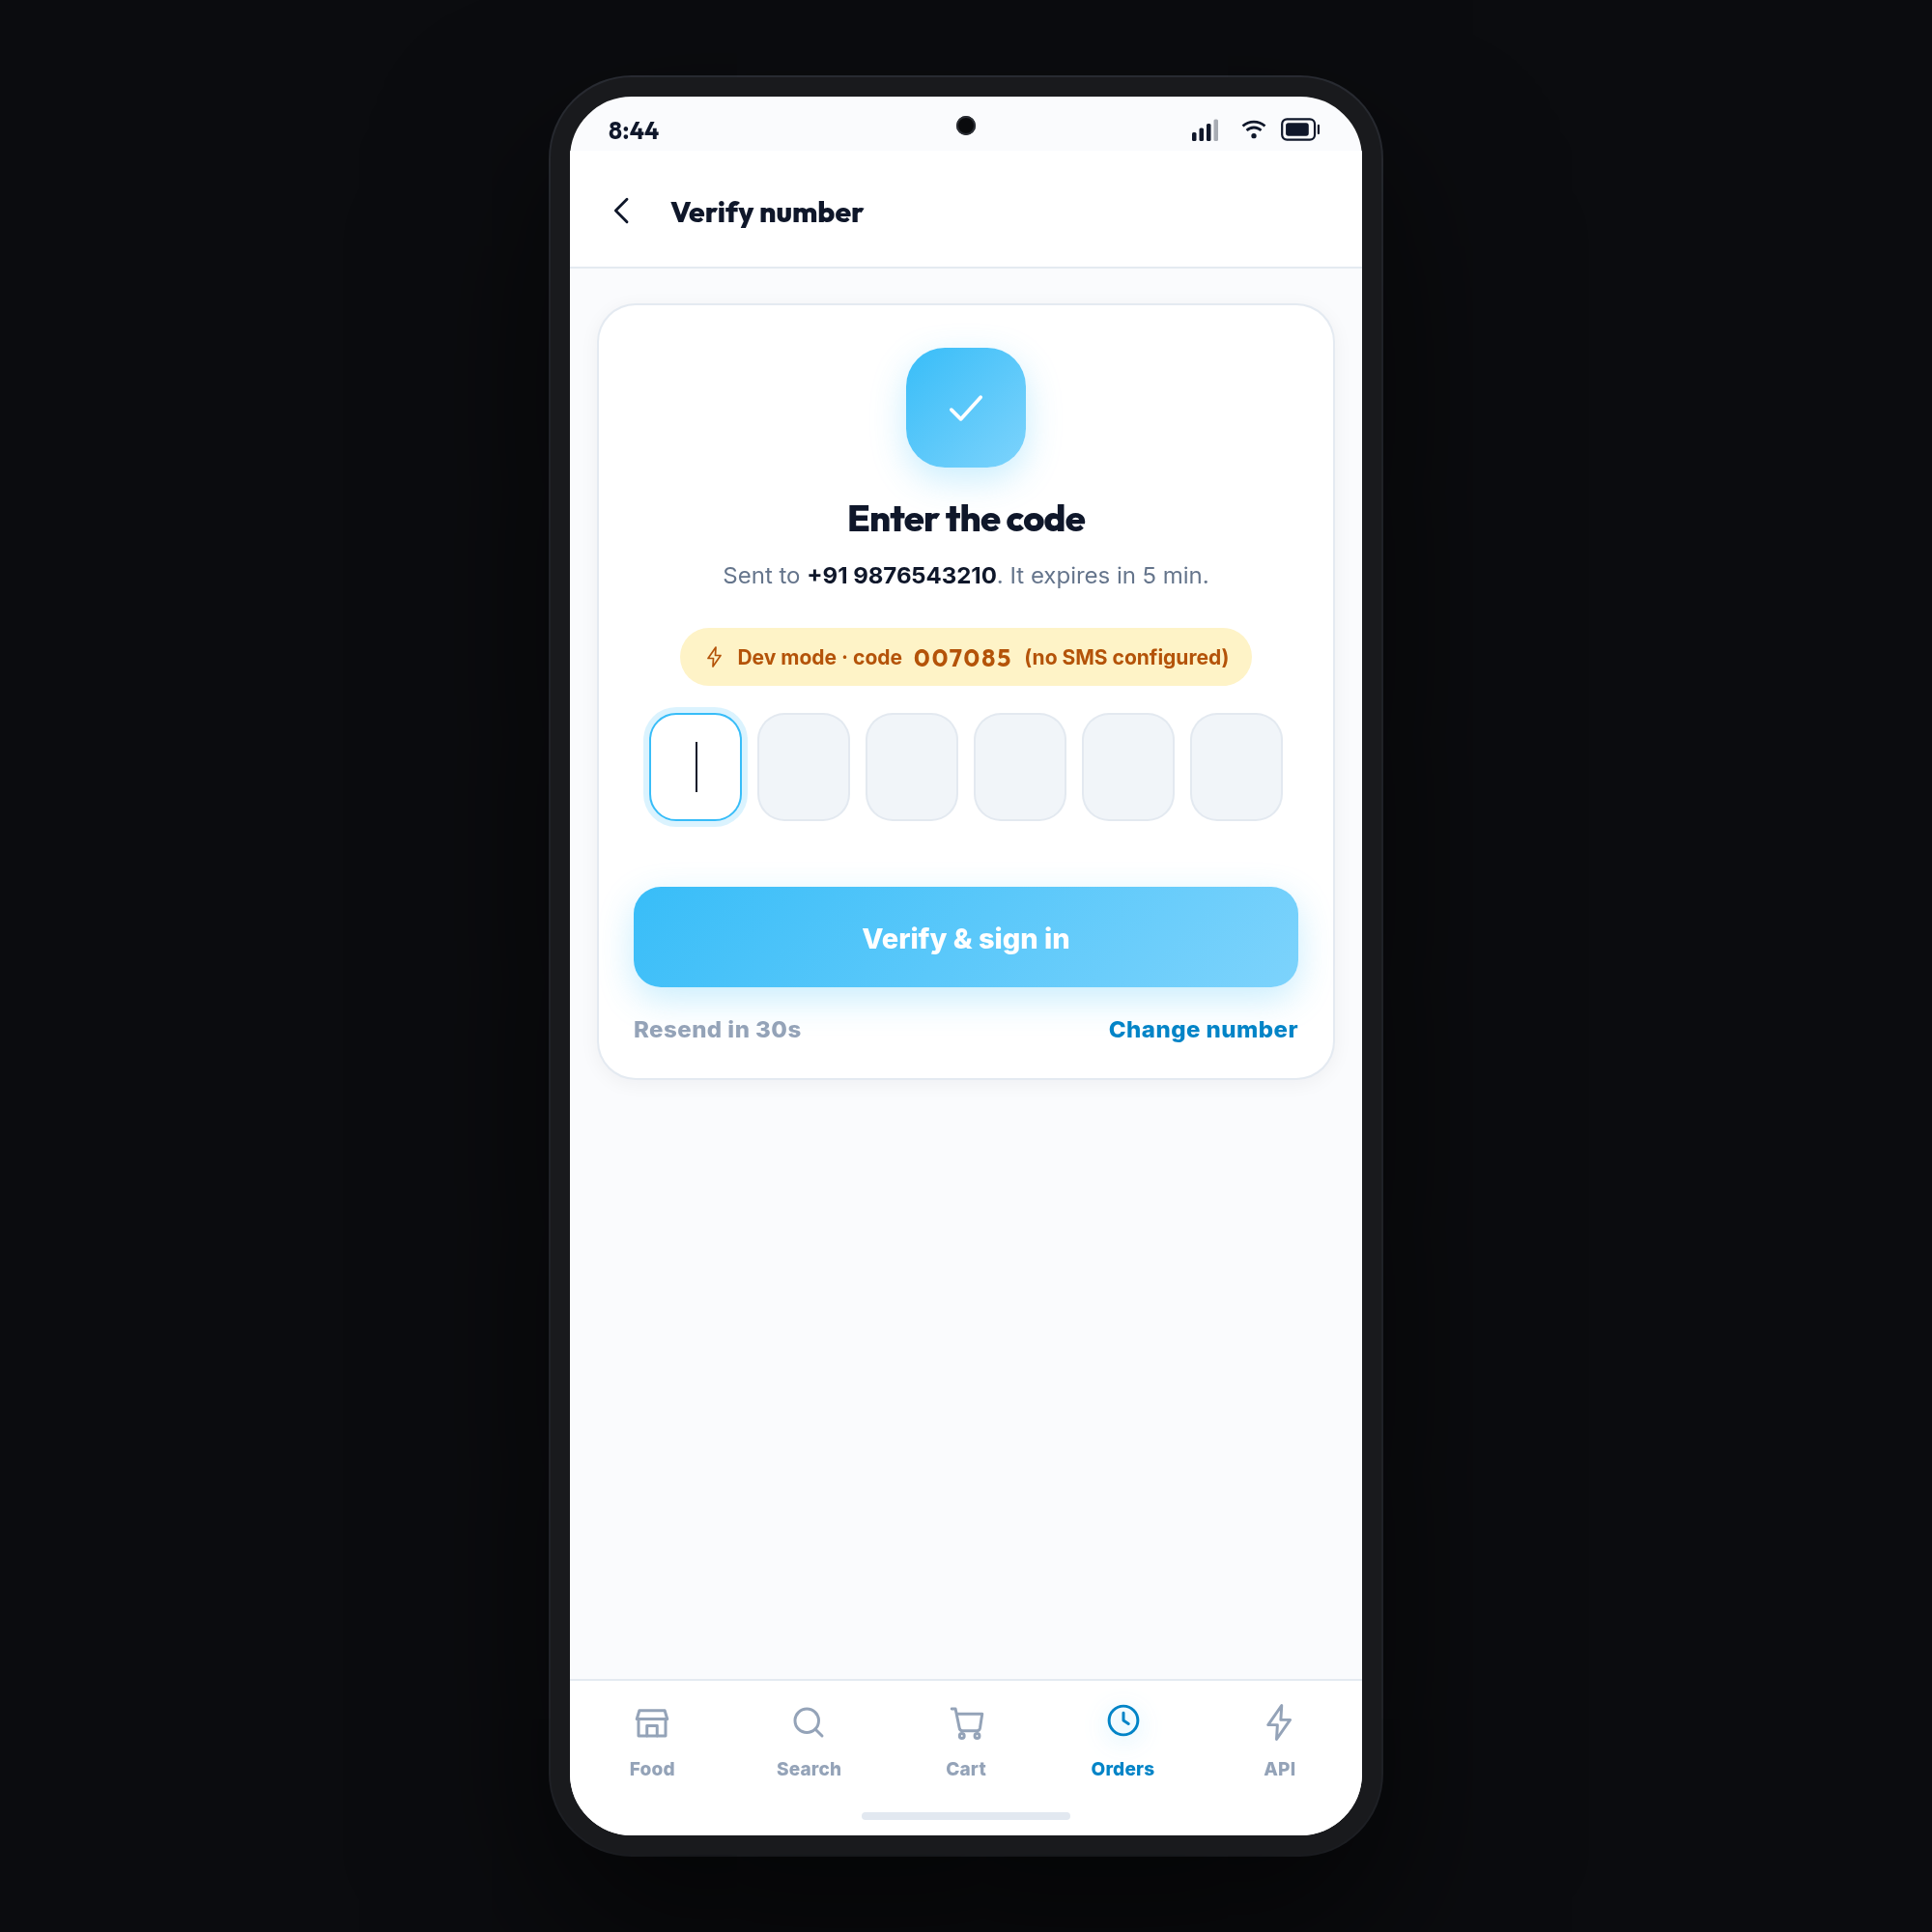 8:44
Verify number
Enter the code
Sent to +91 9876543210. It expires in 5 min.
Dev mode · code 007085 (no SMS configured)
Verify & sign in
Resend in 30s Change number
Food Search Cart Orders API